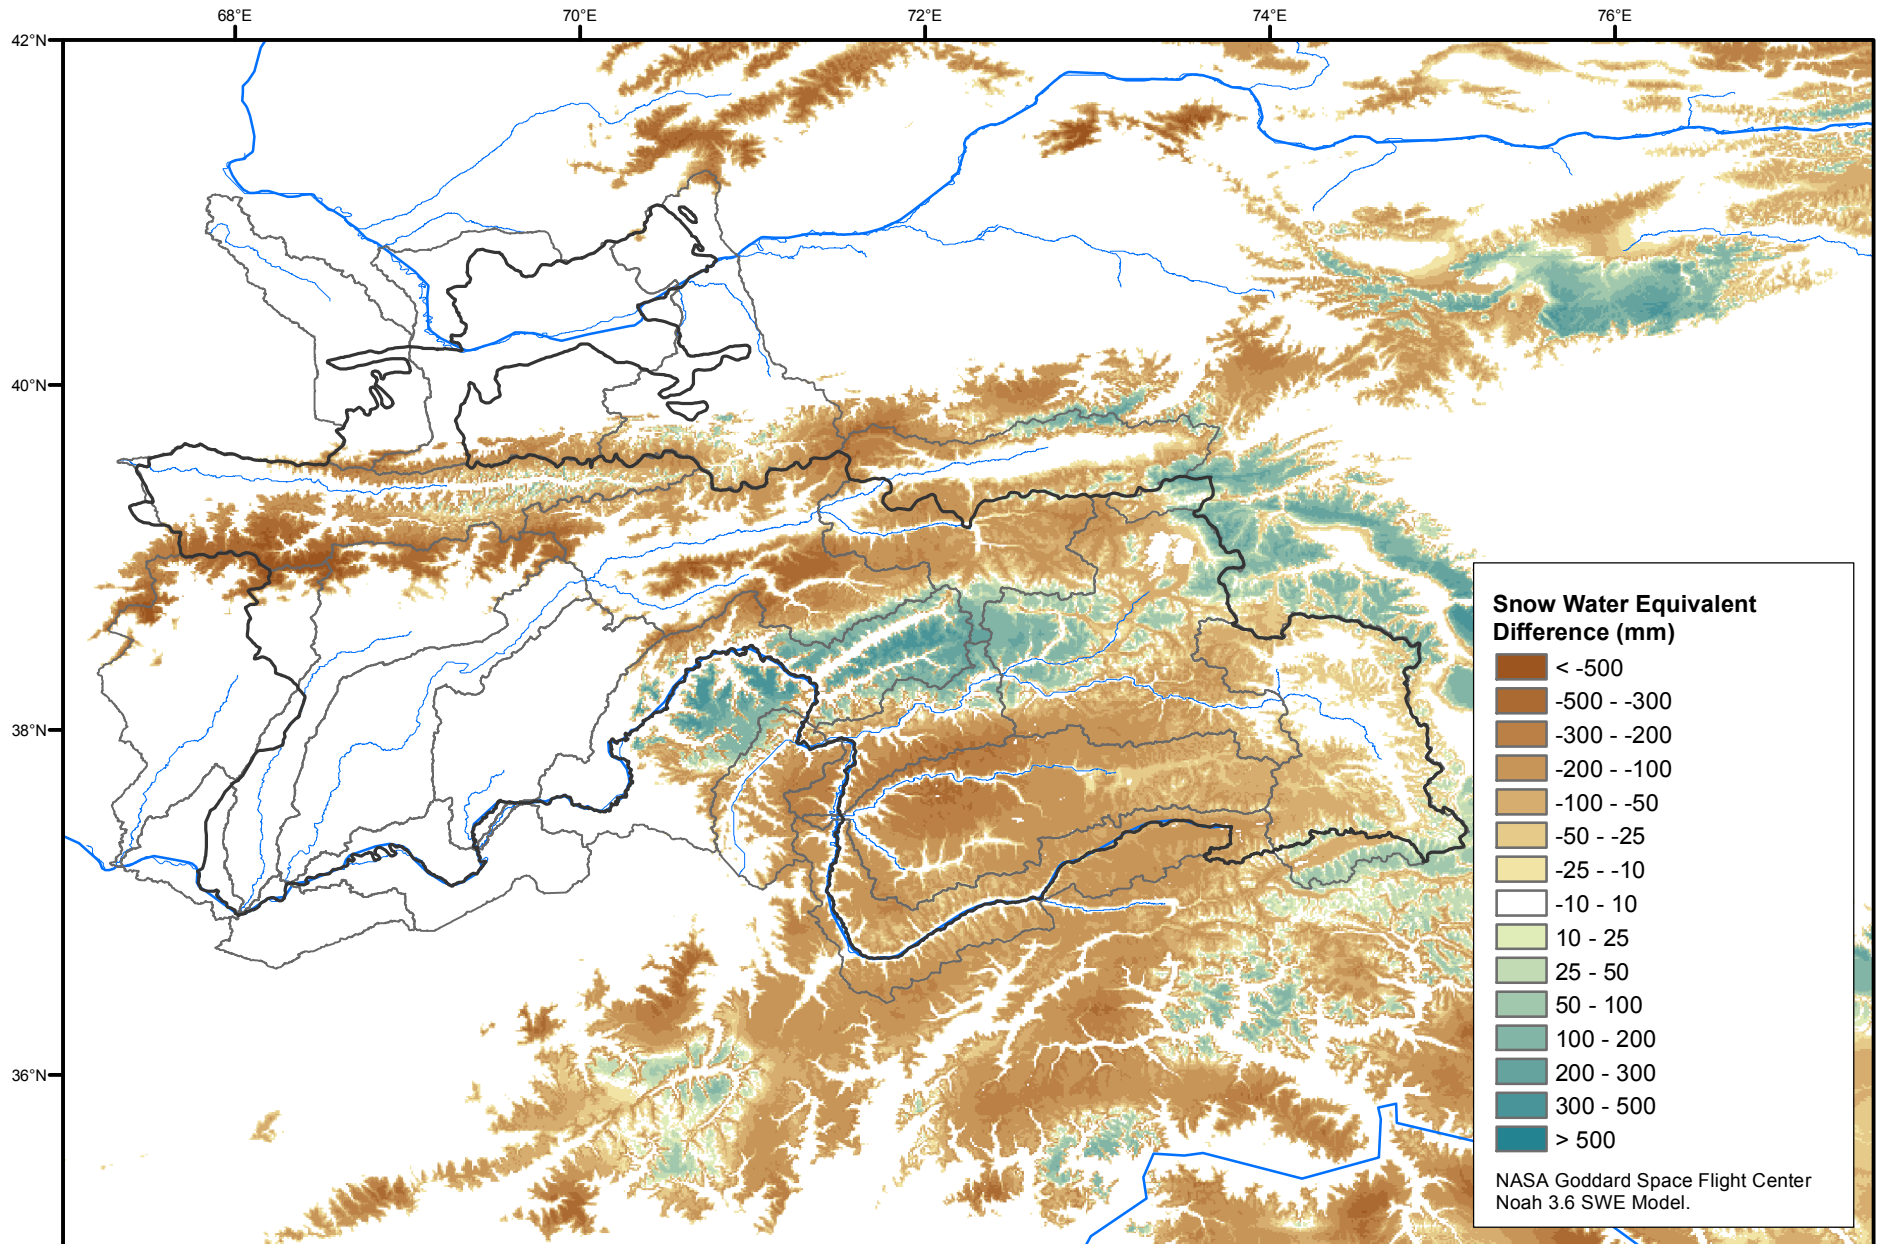 68°E 70°E 72°E 74°E 76°E
42°N
40°N
38°N
36°N
Snow Water Equivalent
Difference (mm)
< -500
-500 - -300
-300 - -200
-200 - -100
-100 - -50
-50 - -25
-25 - -10
-10 - 10
10 - 25
25 - 50
50 - 100
100 - 200
200 - 300
300 - 500
> 500
NASA Goddard Space Flight Center
Noah 3.6 SWE Model.